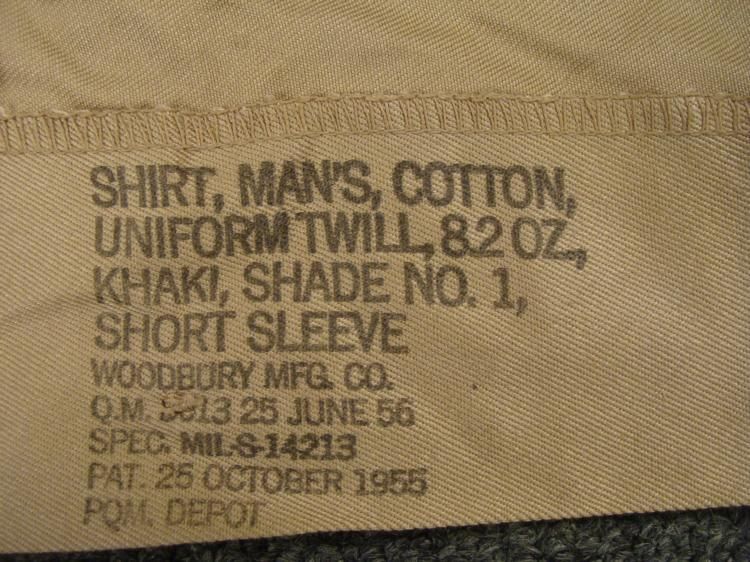 SHIRT, MAN'S, COTTON,
UNIFORM TWILL, 8.2 OZ.,
KHAKI, SHADE NO. 1,
SHORT SLEEVE
WOODBURY MFG. CO.
Q.M. 25 JUNE 56
SPEC. MIL-S-14213
PAT. 25 OCTOBER 1955
PQM. DEPOT